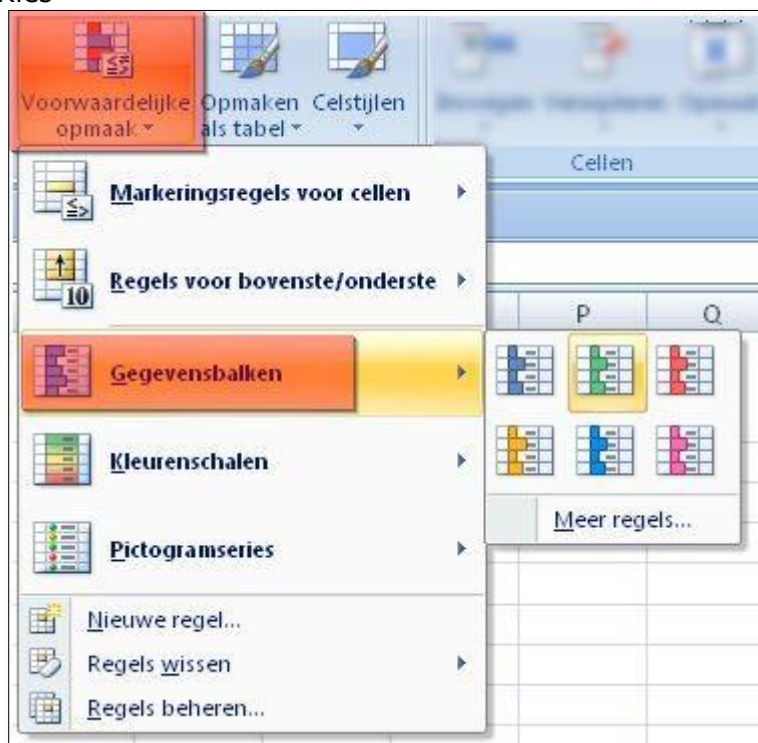 Voorwaardelijke Opmaken Celstijlen
opmaak als tabel
Cellen
Markeringsregels voor cellen
10
Regels voor bovenste/onderste
P Q
Gegevensbalken
Kleurenschalen
Meer regels...
Pictogramseries
Nieuwe regel...
Regels wissen
Regels beheren...